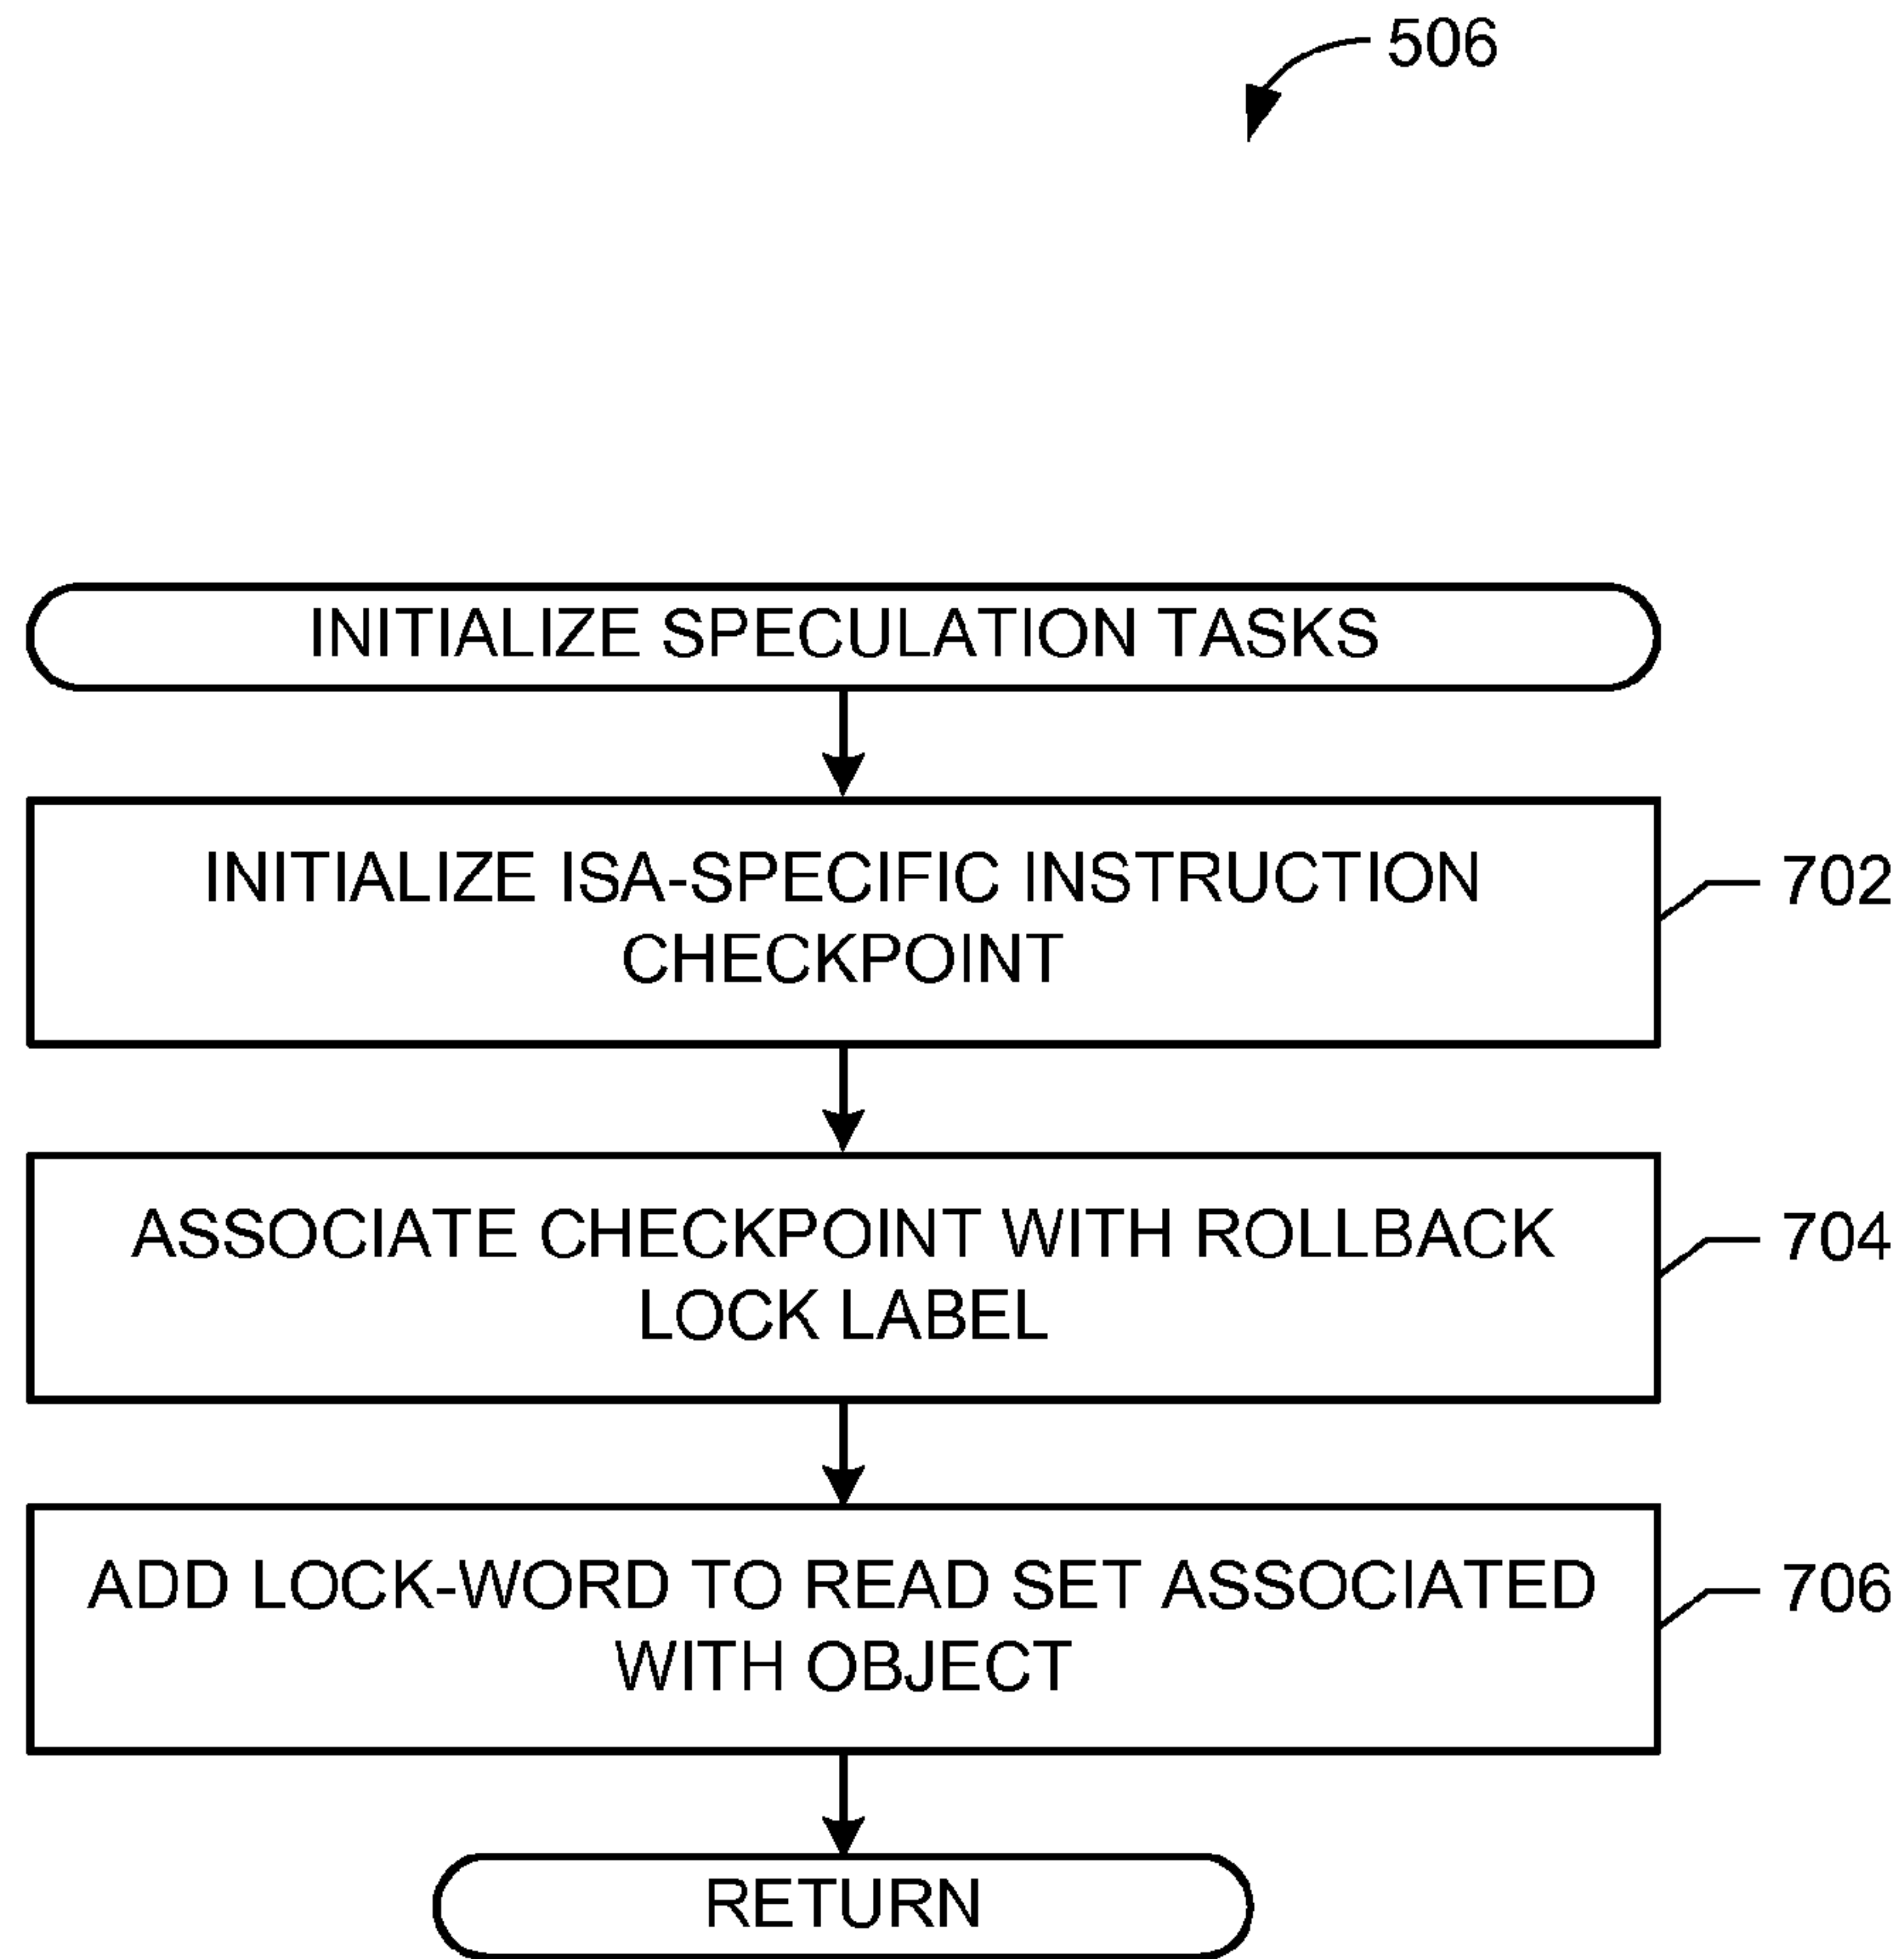 506
INITIALIZE SPECULATION TASKS
INITIALIZE ISA-SPECIFIC INSTRUCTION
CHECKPOINT
702
ASSOCIATE CHECKPOINT WITH ROLLBACK
LOCK LABEL
704
ADD LOCK-WORD TO READ SET ASSOCIATED
WITH OBJECT
706
RETURN